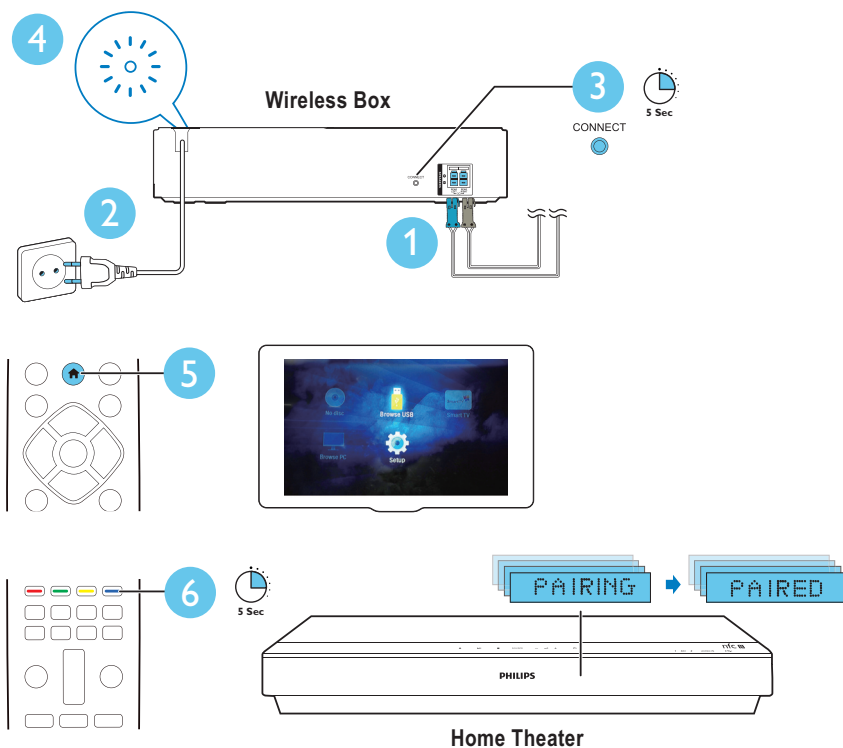 4
Wireless Box
3
5 Sec
CONNECT
CONNECT
2
1
5
No disc
Browse USB
Smart TV
Browse PC
Setup
6
5 Sec
PAIRING
PAIRED
nfc
PHILIPS
Home Theater